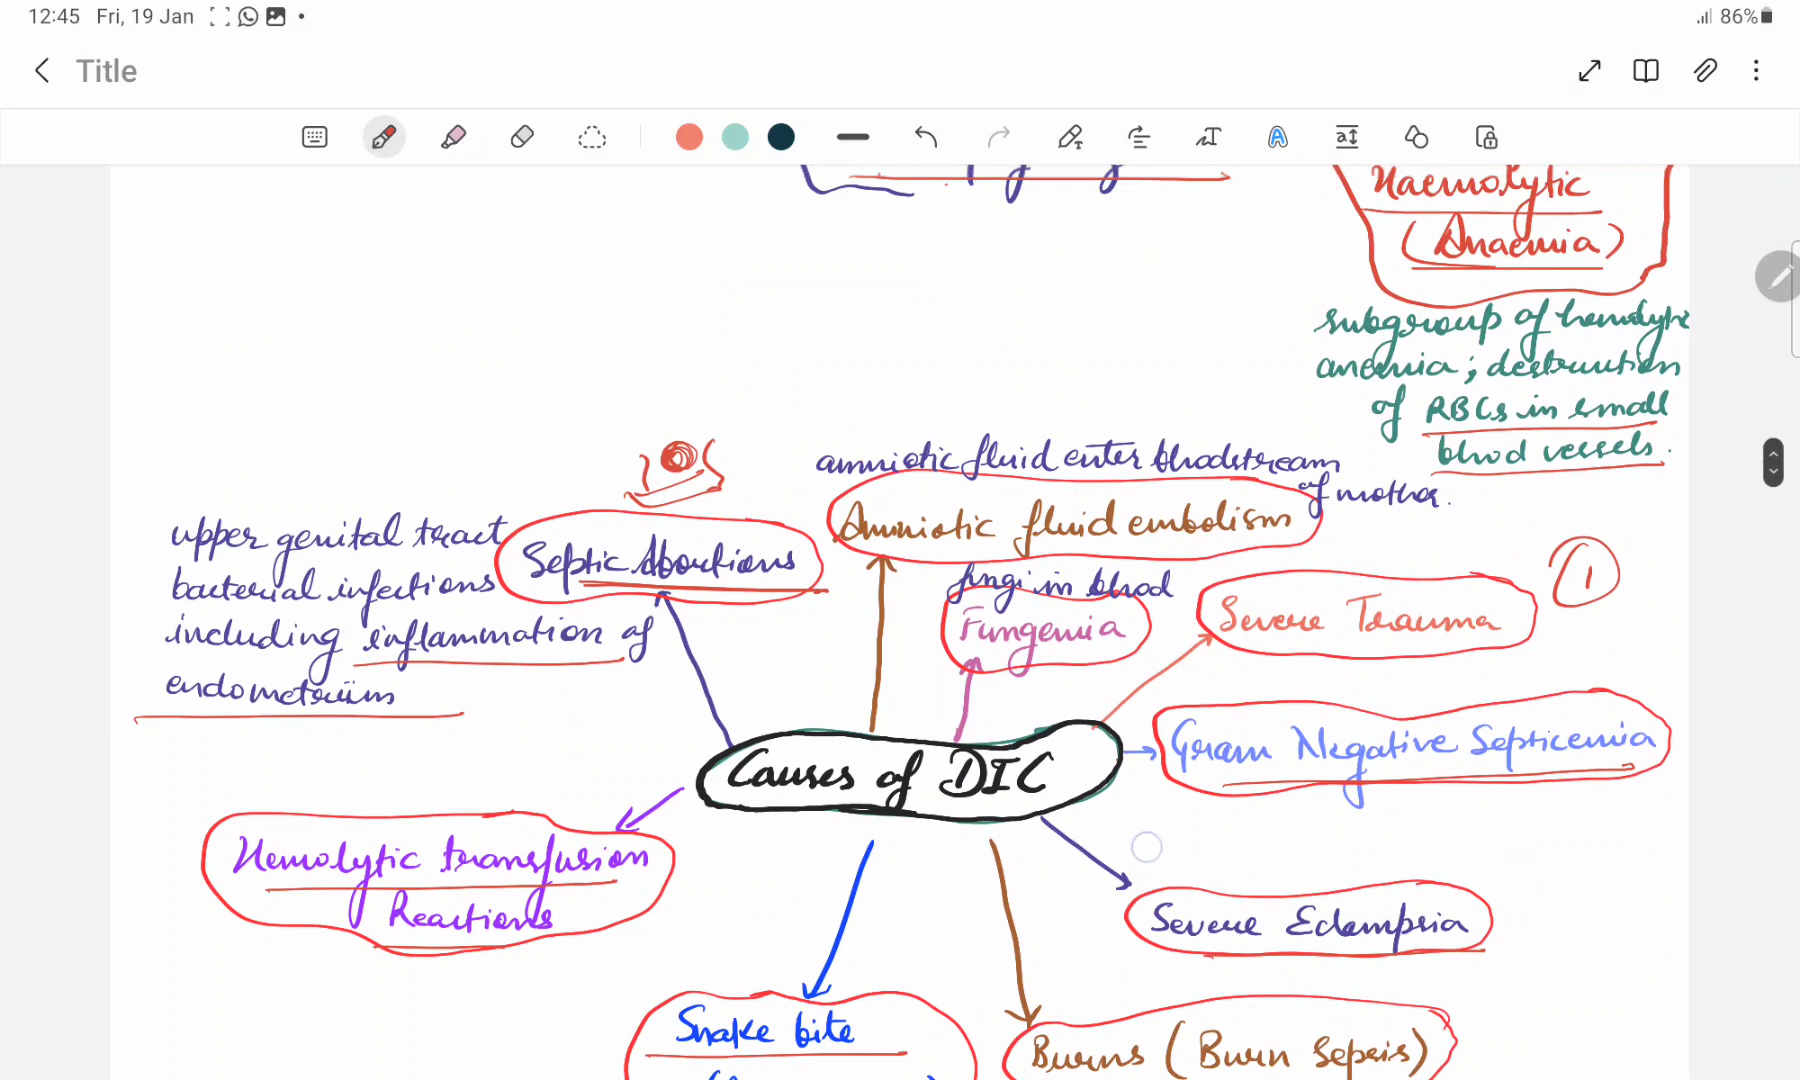 12:45 Fri, 19 Jan
86%
Title
Haemolytic
(Anaemia)
subgroup of hemolytic
anemia; destruction
of RBCs in small
blood vessels.
amniotic fluid enter bloodstream
of mother.
Amniotic fluid embolism
upper genital tract
bacterial infections
including inflammation of
endometrium
Septic Abortions
fungi in blood
Fungemia
Severe Trauma
1
Gram Negative Septicemia
Causes of DIC
Hemolytic transfusion
Reactions
Severe Eclampsia
Snake bite
Burns (Burn Sepsis)